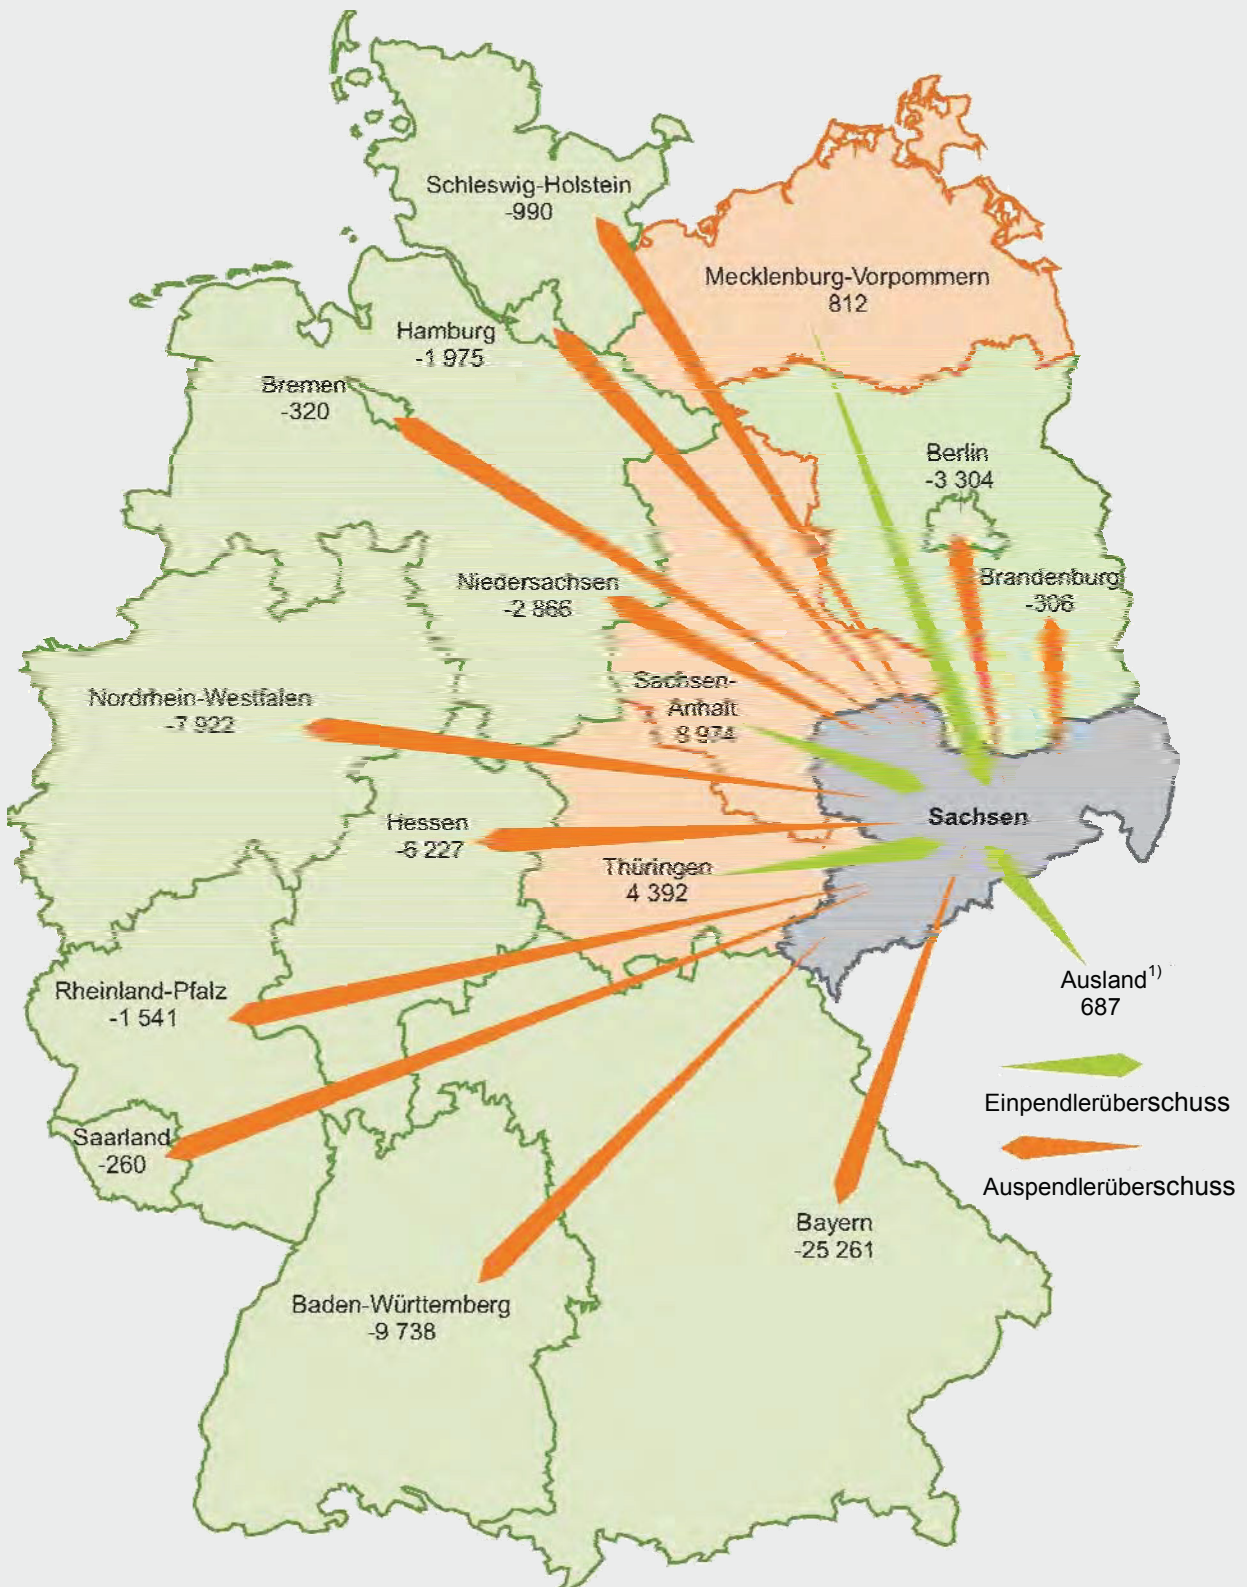 Schleswig-Holstein
-990
Mecklenburg-Vorpommern
812
Hamburg
-1 975
Bremen
-320
Berlin
-3 304
Niedersachsen
-2 866
Brandenburg
-306
Nordrhein-Westfalen
-7 922
Sachsen-
Anhalt
8 974
Sachsen
Hessen
Thüringen
4 392
Ausland¹⁾
687
Rheinland-Pfalz
-1 541
Einpendlerüberschuss
Saarland
-260
Auspendlerüberschuss
Bayern
-25 261
Baden-Württemberg
-9 738